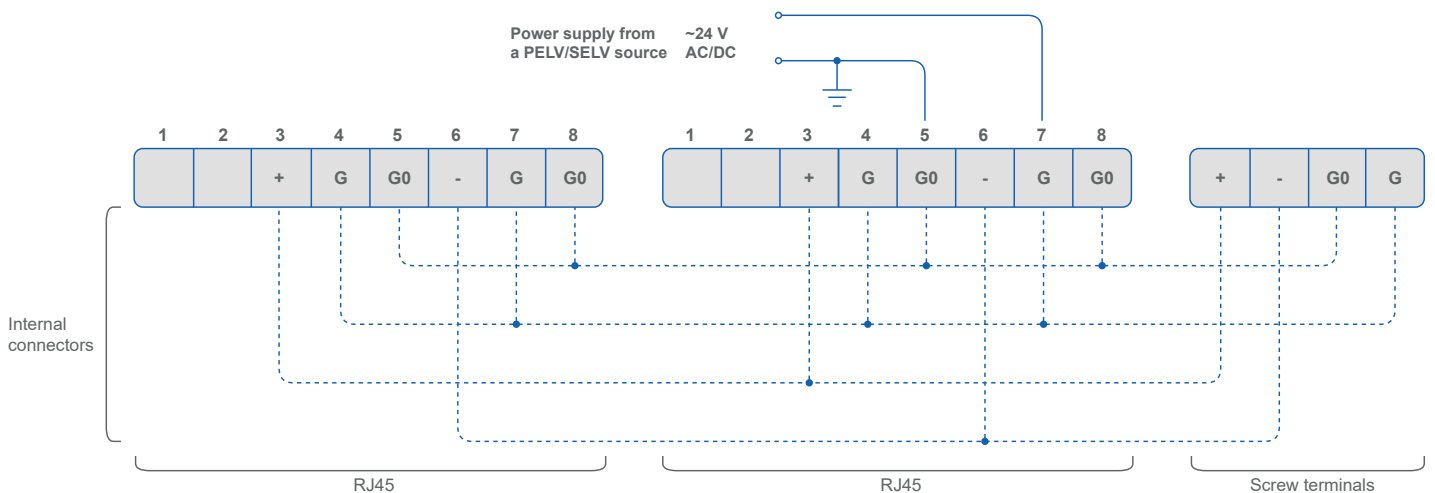 Power supply from ~24 V
a PELV/SELV source AC/DC
1 2 3 4 5 6 7 8 1 2 3 4 5 6 7 8
+ G G0 - G G0 + G G0 - G G0 + - G0 G
Internal
connectors
RJ45 RJ45 Screw terminals